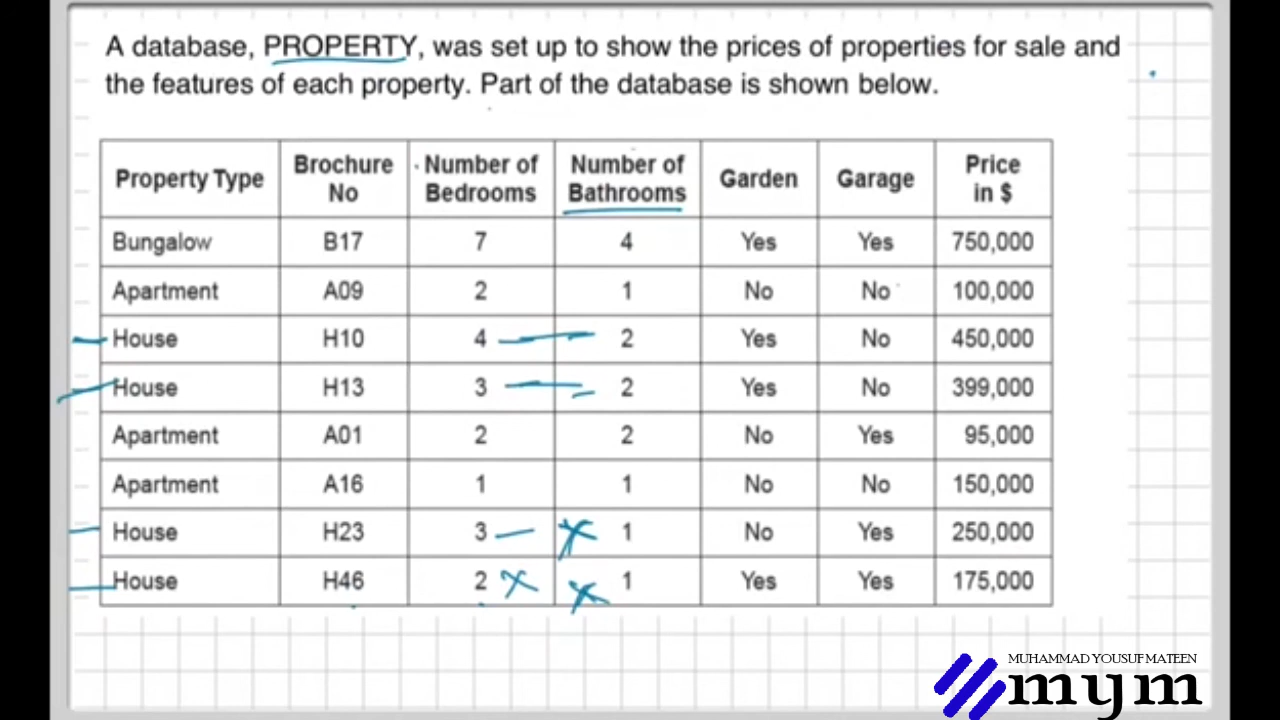 A database, PROPERTY, was set up to show the prices of properties for sale and
the features of each property. Part of the database is shown below.
Property Type Brochure No Number of Bedrooms Number of Bathrooms Garden Garage Price in $
Bungalow B17 7 4 Yes Yes 750,000
Apartment A09 2 1 No No 100,000
House H10 4 2 Yes No 450,000
House H13 3 2 Yes No 399,000
Apartment A01 2 2 No Yes 95,000
Apartment A16 1 1 No No 150,000
House H23 3 1 No Yes 250,000
House H46 2 1 Yes Yes 175,000
MUHAMMAD YOUSUF MATEEN
mym